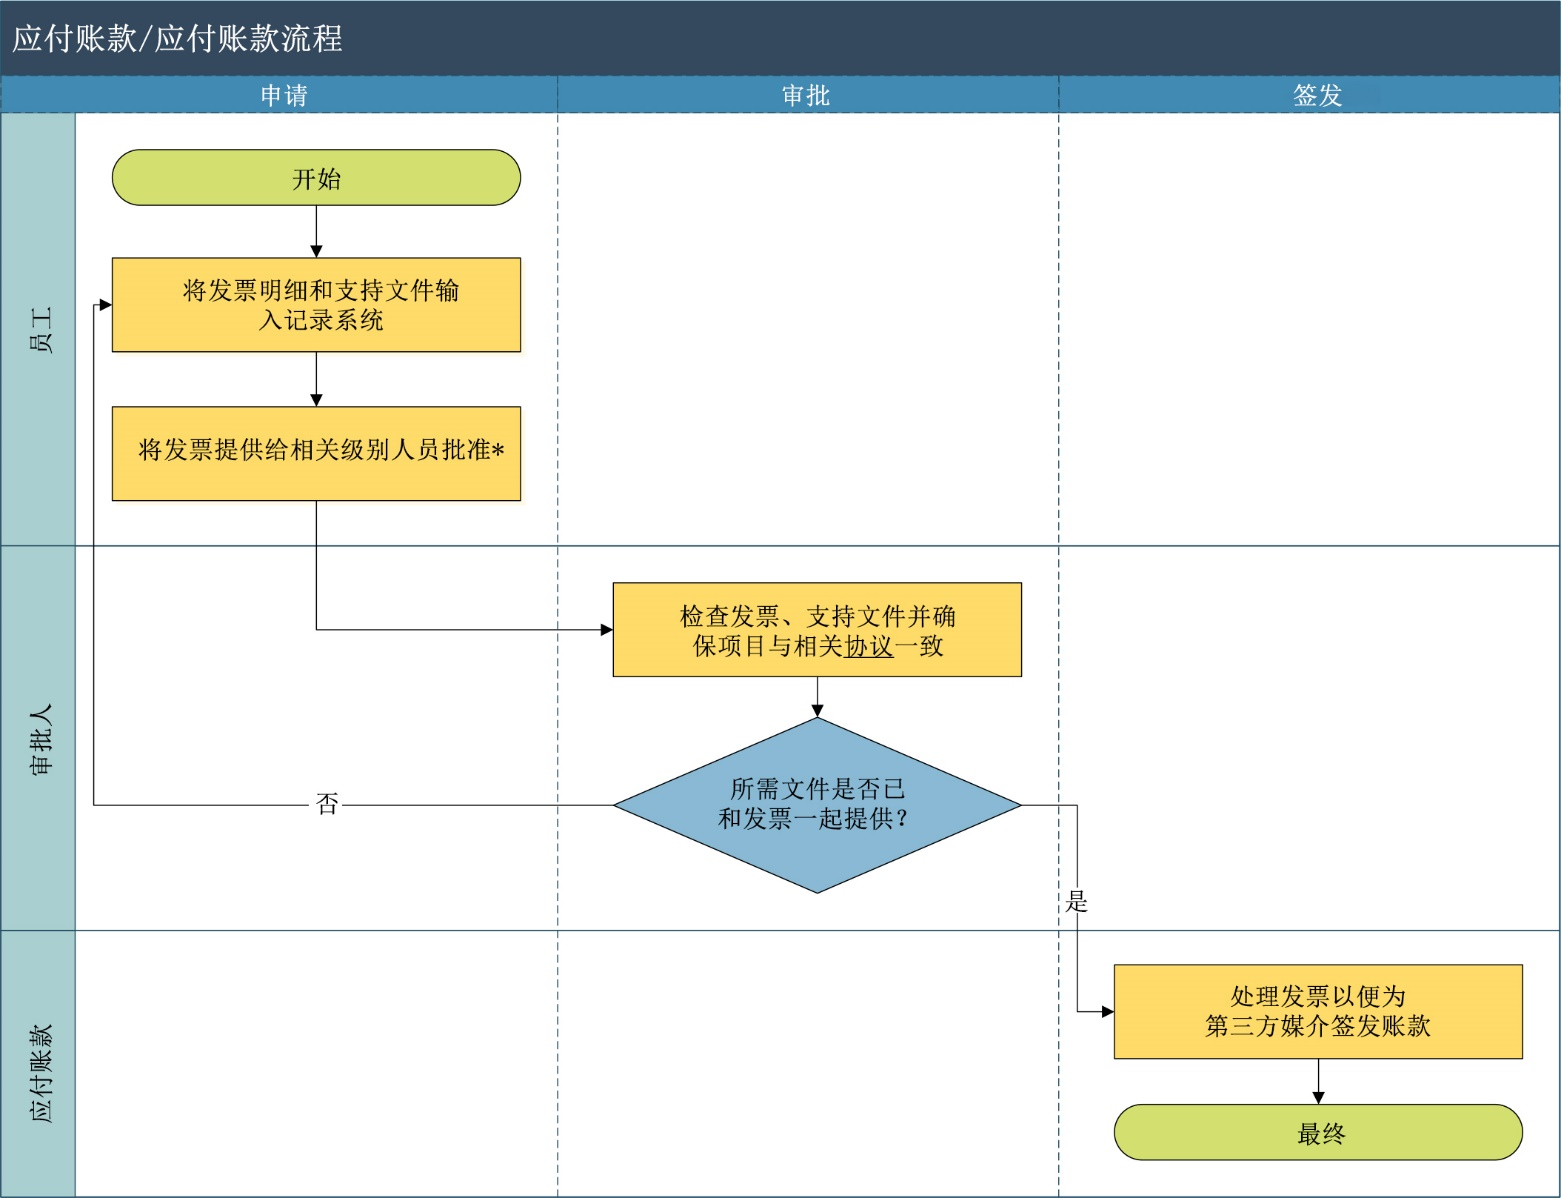 应付账款/应付账款流程
申请
审批
签发
员工
开始
将发票明细和支持文件输
入记录系统
将发票提供给相关级别人员批准*
审批人
检查发票、支持文件并确
保项目与相关协议一致
所需文件是否已
和发票一起提供？
否
是
应付账款
处理发票以便为
第三方媒介签发账款
最终